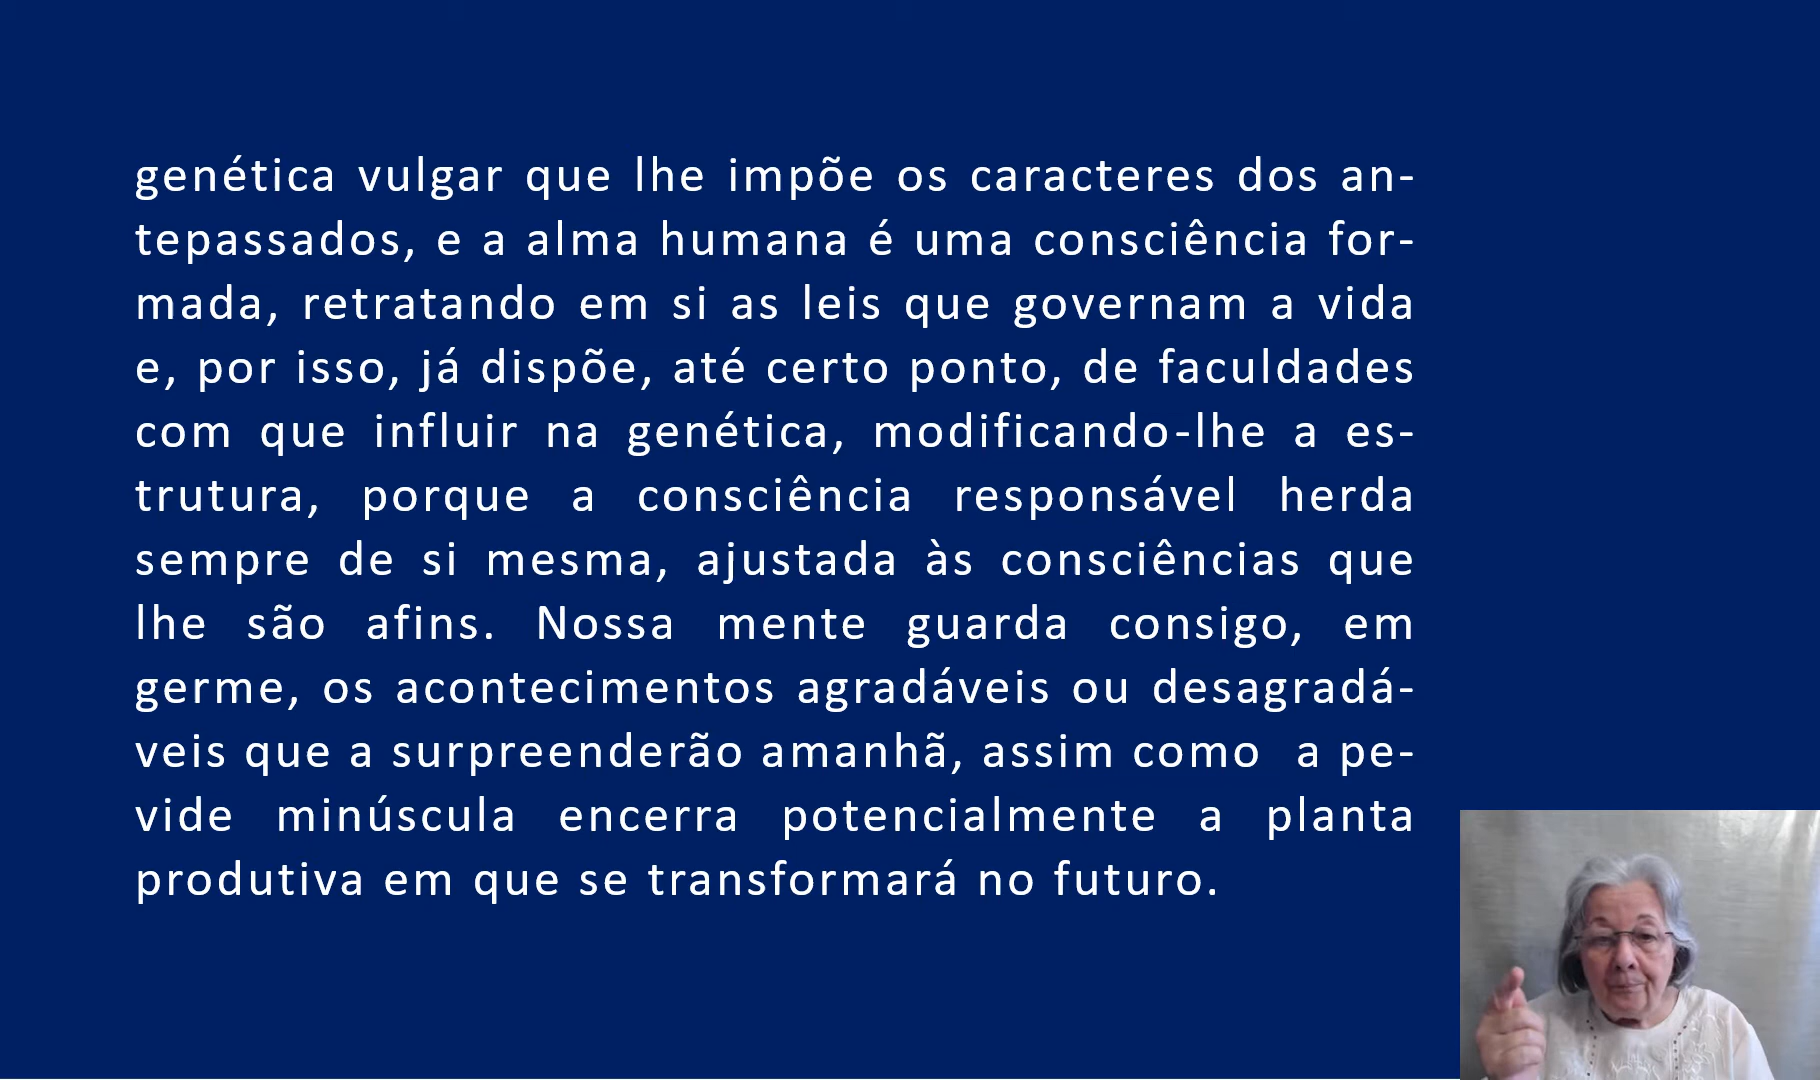 genética vulgar que lhe impõe os caracteres dos an-
tepassados, e a alma humana é uma consciência for-
mada, retratando em si as leis que governam a vida
e, por isso, já dispõe, até certo ponto, de faculdades
com que influir na genética, modificando-lhe a es-
trutura, porque a consciência responsável herda
sempre de si mesma, ajustada às consciências que
lhe são afins. Nossa mente guarda consigo, em
germe, os acontecimentos agradáveis ou desagradá-
veis que a surpreenderão amanhã, assim como a pe-
vide minúscula encerra potencialmente a planta
produtiva em que se transformará no futuro.